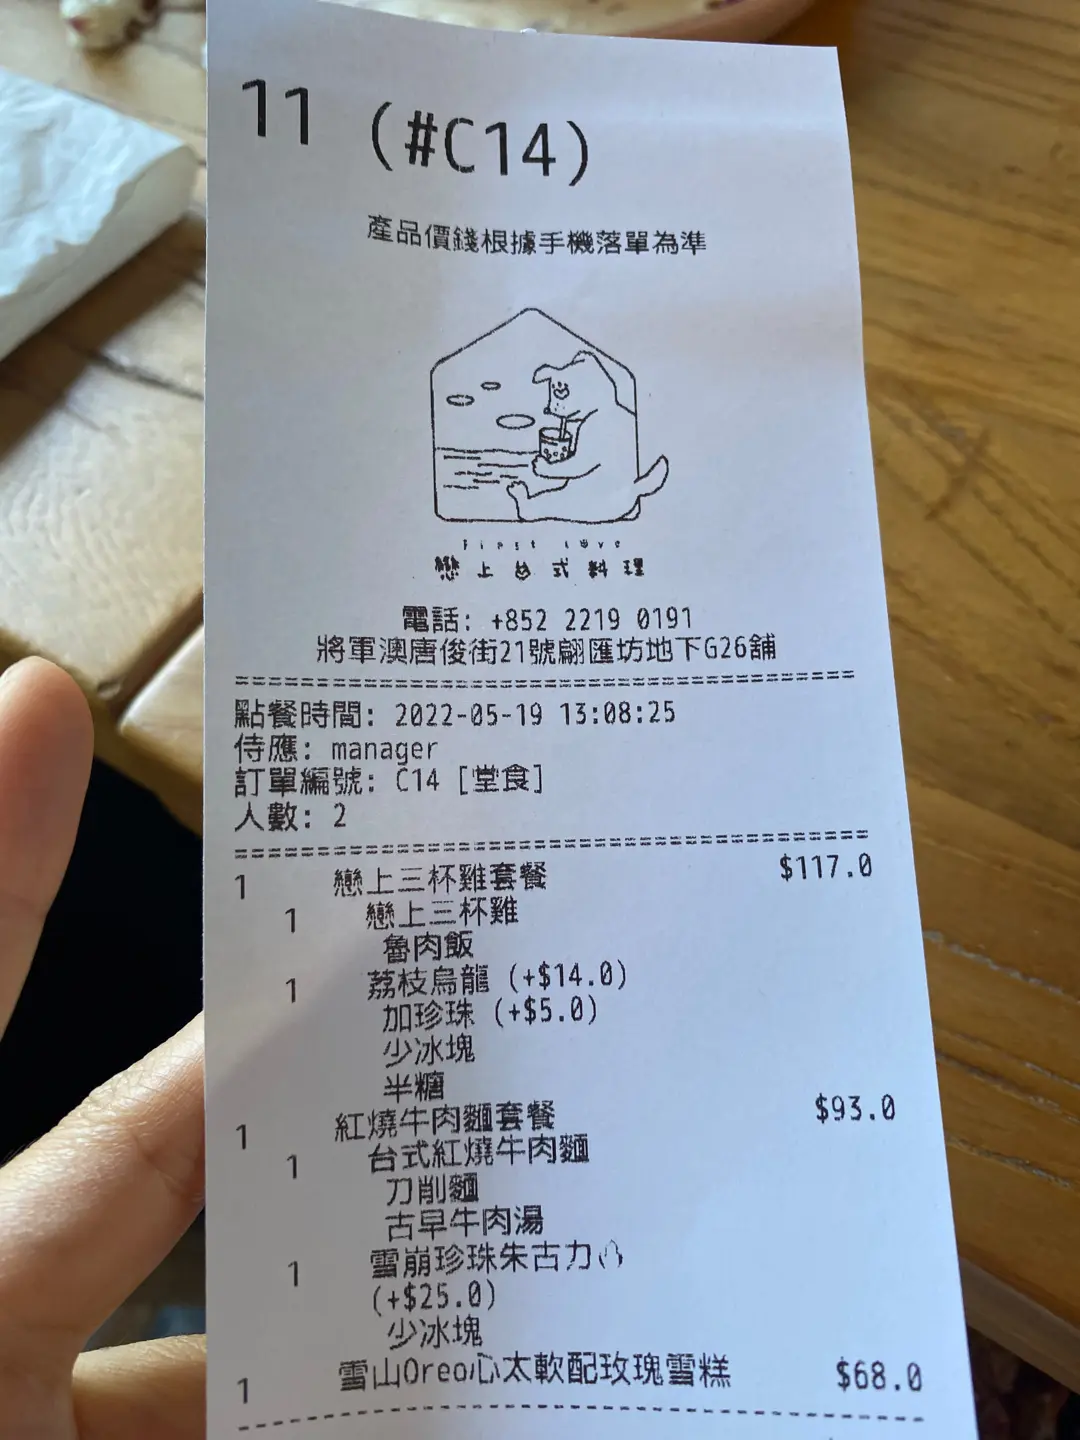 11 (#C14)
產品價錢根據手機落單為準
First Love
戀上台式料理
電話: +852 2219 0191
將軍澳唐俊街21號翩匯坊地下G26舖
點餐時間: 2022-05-19 13:08:25
侍應: manager
訂單編號: C14 [堂食]
人數: 2
1 戀上三杯雞套餐 $117.0
1 戀上三杯雞
魯肉飯
1 荔枝烏龍 (+$14.0)
加珍珠 (+$5.0)
少冰塊
半糖
1 紅燒牛肉麵套餐 $93.0
1 台式紅燒牛肉麵
刀削麵
古早牛肉湯
1 雪崩珍珠朱古力🔥
(+$25.0)
少冰塊
1 雪山Oreo心太軟配玫瑰雪糕 $68.0